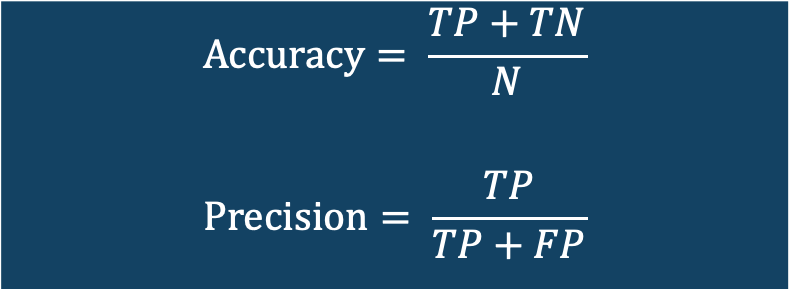 Accuracy = TP + TN / N
Precision = TP / TP + FP